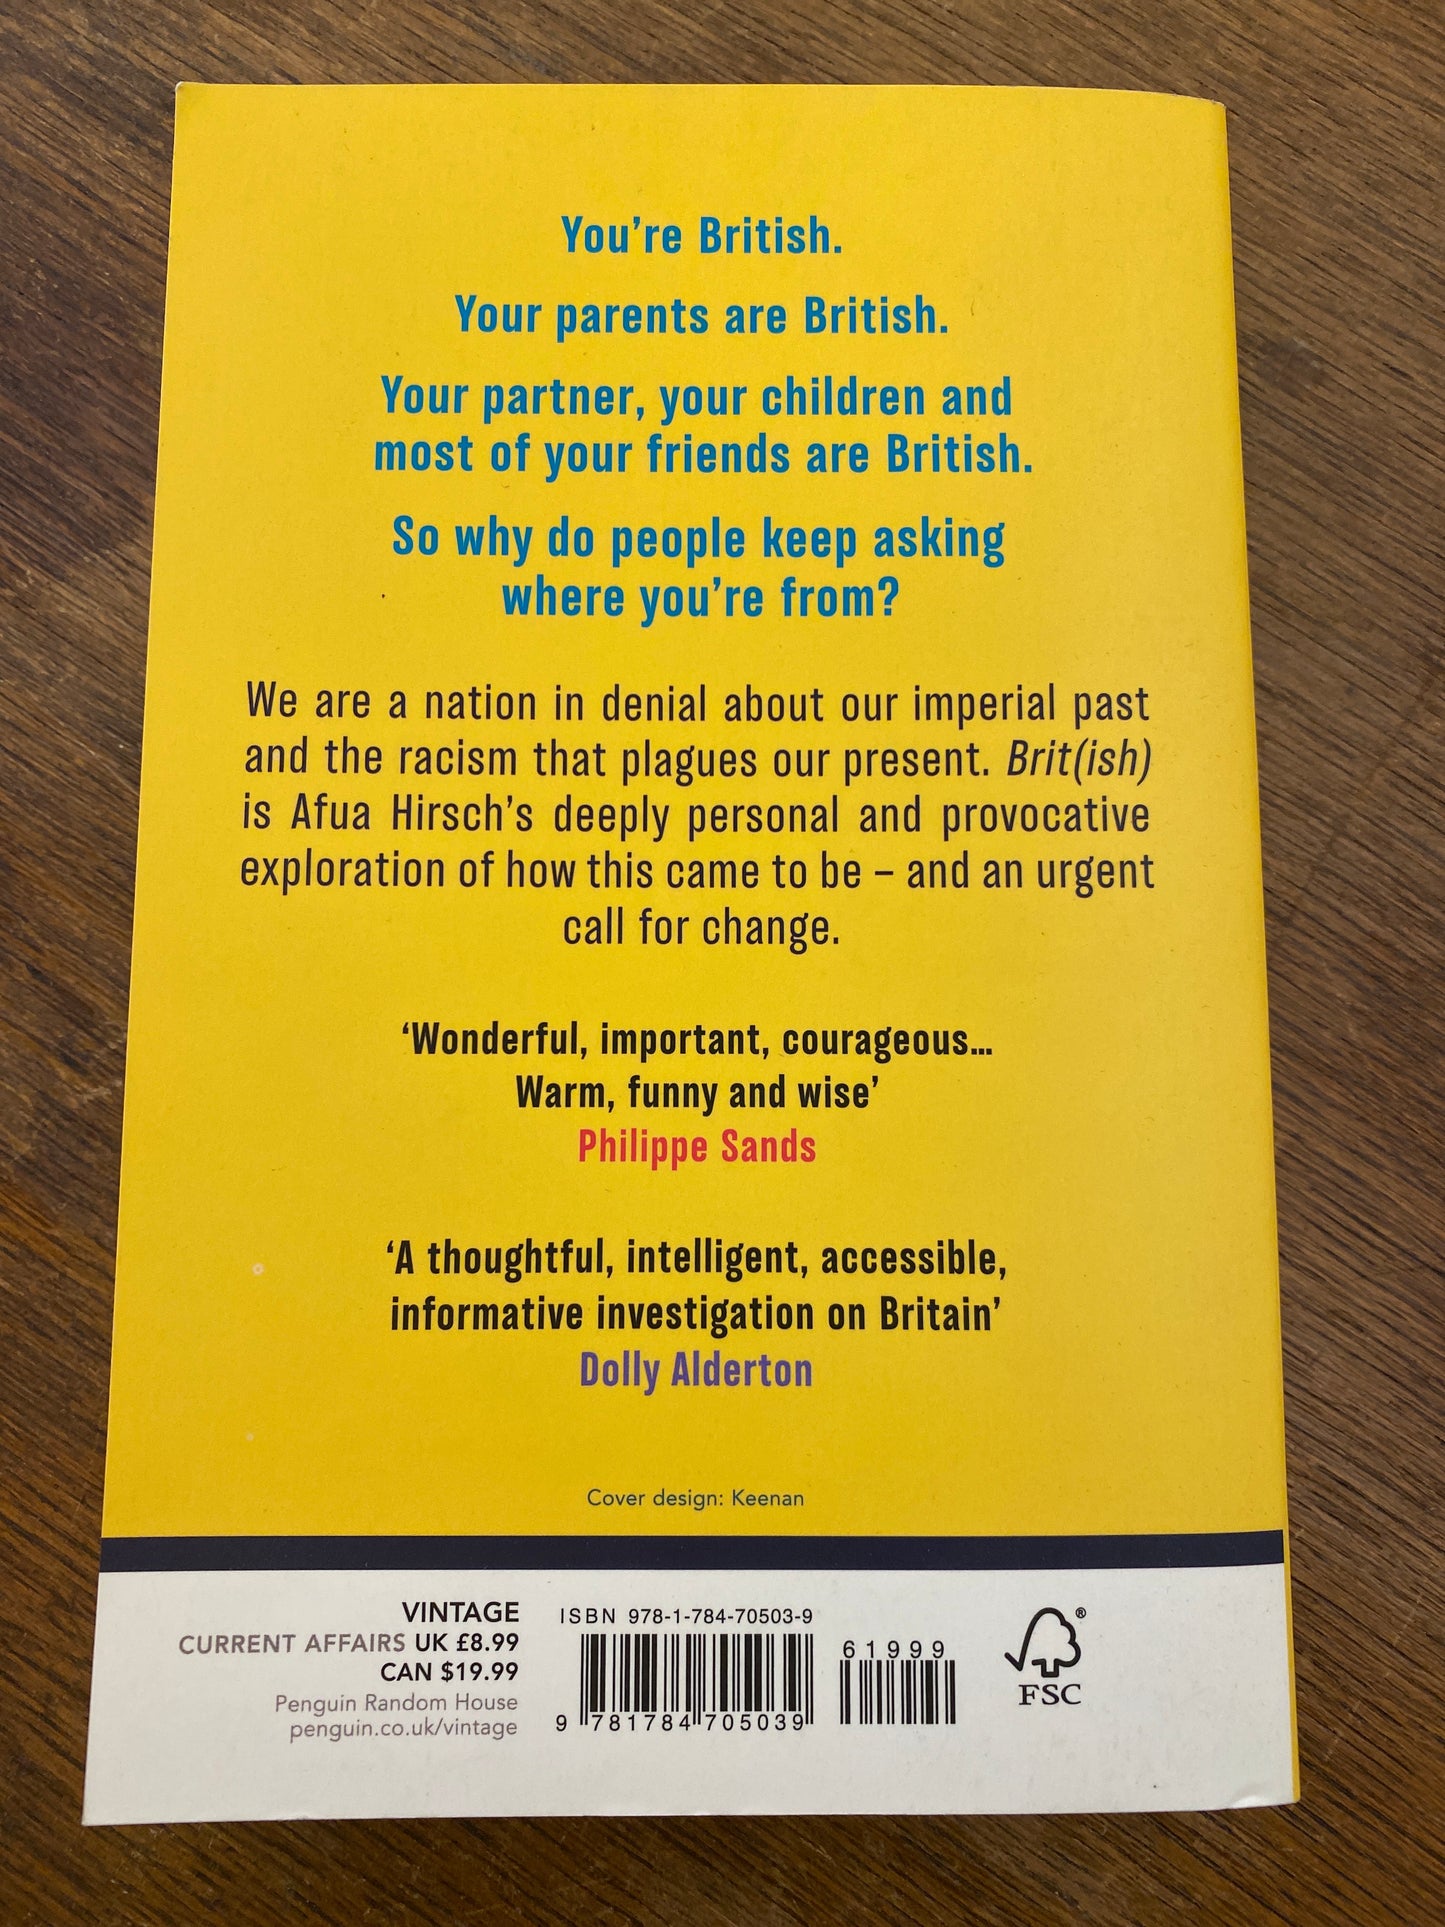 You’re British.
Your parents are British.
Your partner, your children and
most of your friends are British.
So why do people keep asking
where you’re from?
We are a nation in denial about our imperial past
and the racism that plagues our present. Brit(ish)
is Afua Hirsch’s deeply personal and provocative
exploration of how this came to be – and an urgent
call for change.
‘Wonderful, important, courageous…
Warm, funny and wise’
Philippe Sands
‘A thoughtful, intelligent, accessible,
informative investigation on Britain’
Dolly Alderton
Cover design: Keenan
VINTAGE
CURRENT AFFAIRS UK £8.99
CAN $19.99
Penguin Random House
penguin.co.uk/vintage
ISBN 978-1-784-70503-9
9 781784 705039
61999
®
FSC